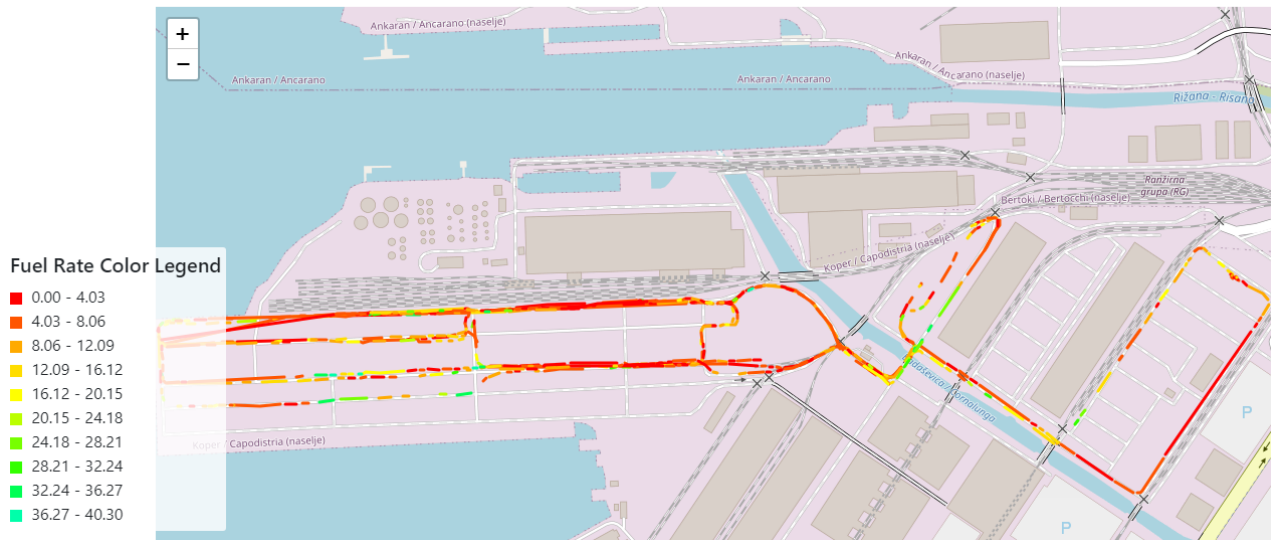 Ankaran / Ancarano (naselje)
+
−
Ankaran / Ancarano
Ankaran / Ancarano
Ankaran / Ancarano (naselje)
Rižana - Risano
Ranžirna
grupa (RG)
Bertoki / Bertocchi (naselje)
Koper / Capodistria (naselje)
Fuel Rate Color Legend
0.00 - 4.03
4.03 - 8.06
8.06 - 12.09
12.09 - 16.12
16.12 - 20.15
20.15 - 24.18
24.18 - 28.21
28.21 - 32.24
32.24 - 36.27
36.27 - 40.30
Koper / Capodistria (naselje)
P
P